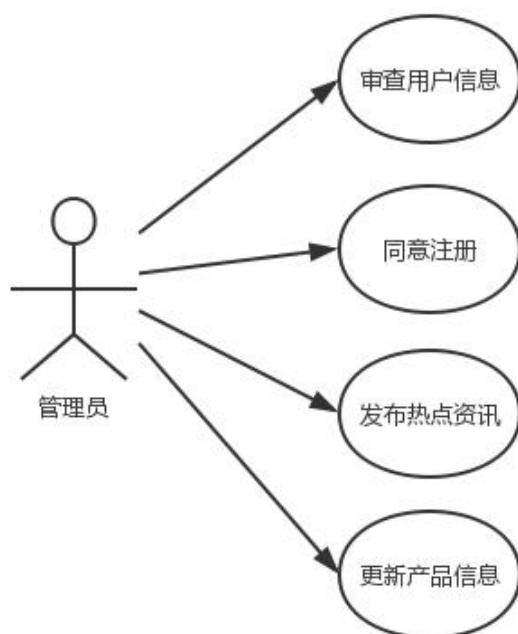 审查用户信息
同意注册
管理员
发布热点资讯
更新产品信息